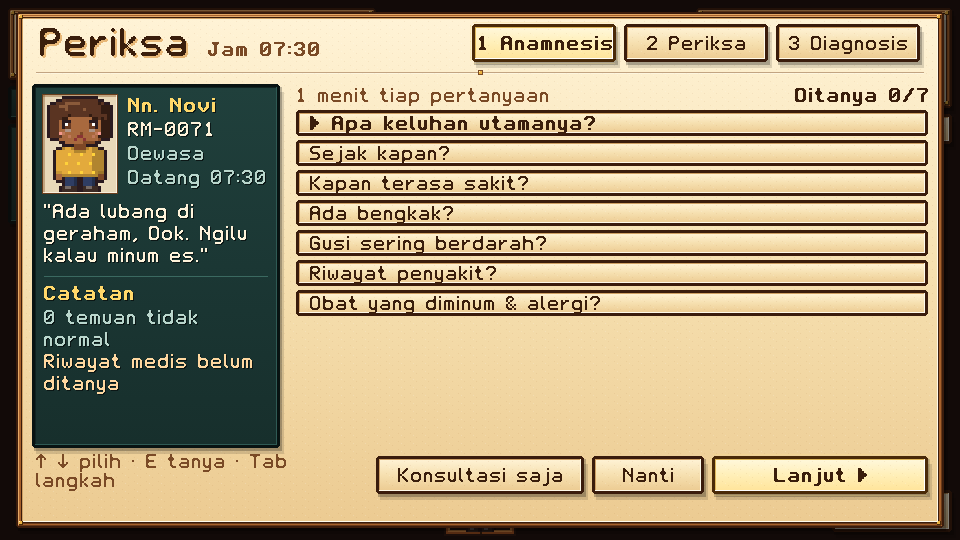 Periksa Jam 07:30
1 Anamnesis
2 Periksa
3 Diagnosis
Nn. Novi
RM-0071
Dewasa
Datang 07:30
"Ada lubang di
geraham, Dok. Ngilu
kalau minum es."
Catatan
0 temuan tidak
normal
Riwayat medis belum
ditanya
1 menit tiap pertanyaan
Ditanya 0/7
Apa keluhan utamanya?
Sejak kapan?
Kapan terasa sakit?
Ada bengkak?
Gusi sering berdarah?
Riwayat penyakit?
Obat yang diminum & alergi?
↑ ↓ pilih · E tanya · Tab
langkah
Konsultasi saja
Nanti
Lanjut